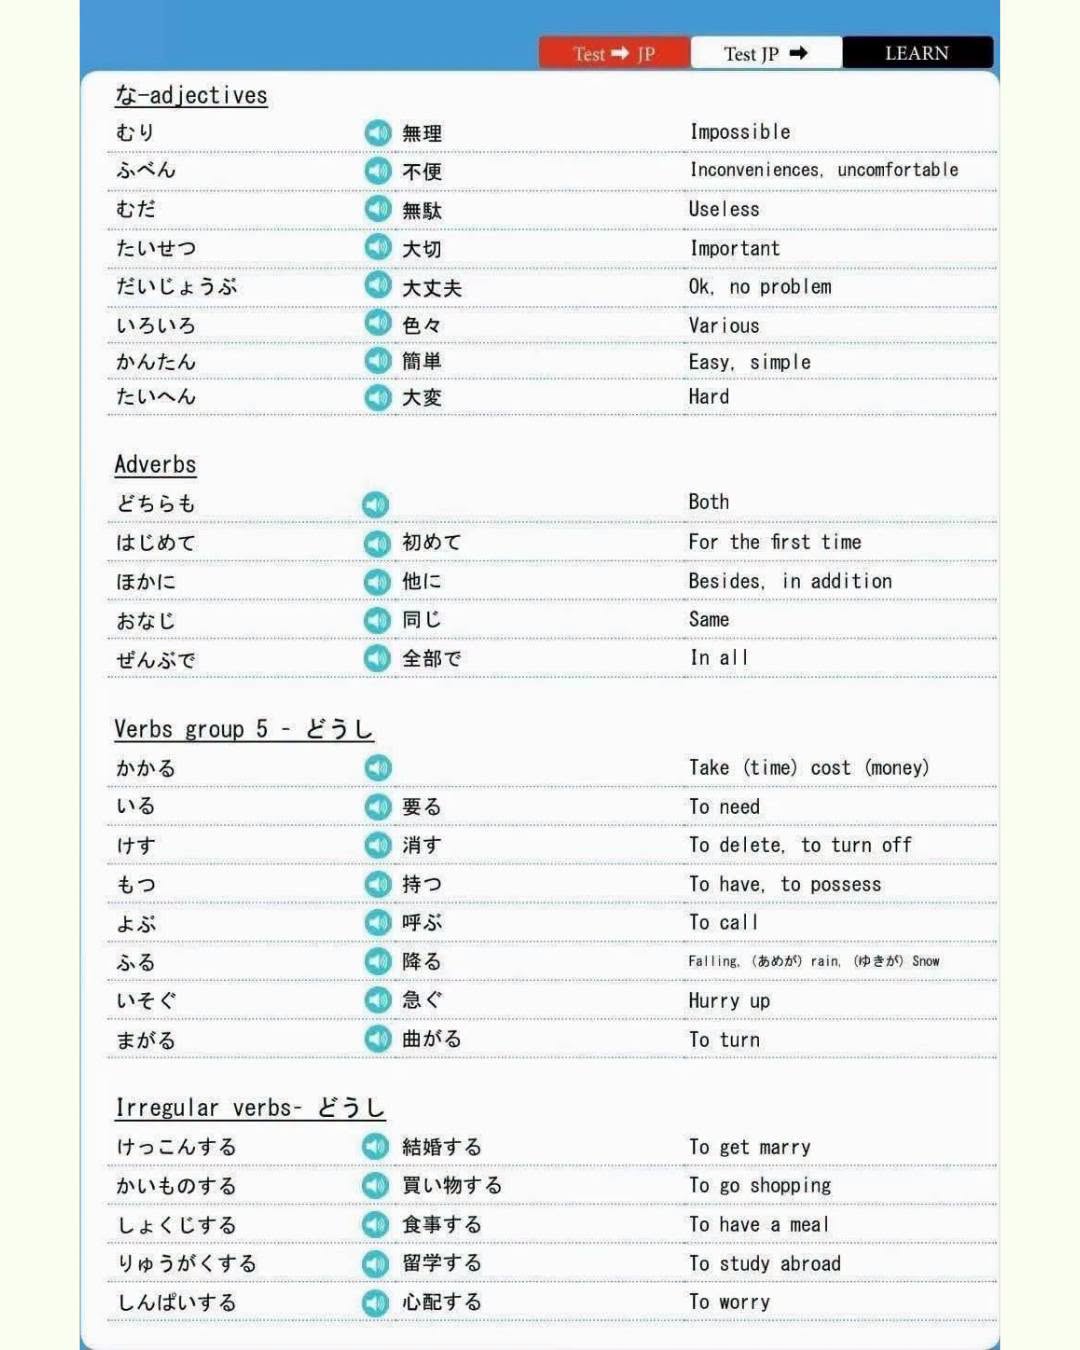 Test ➡ JP Test JP ➡ LEARN
な-adjectives
むり 無理 Impossible
ふべん 不便 Inconveniences, uncomfortable
むだ 無駄 Useless
たいせつ 大切 Important
だいじょうぶ 大丈夫 Ok, no problem
いろいろ 色々 Various
かんたん 簡単 Easy, simple
たいへん 大変 Hard
Adverbs
どちらも Both
はじめて 初めて For the first time
ほかに 他に Besides, in addition
おなじ 同じ Same
ぜんぶで 全部で In all
Verbs group 5 - どうし
かかる Take (time) cost (money)
いる 要る To need
けす 消す To delete, to turn off
もつ 持つ To have, to possess
よぶ 呼ぶ To call
ふる 降る Falling, (あめが) rain, (ゆきが) Snow
いそぐ 急ぐ Hurry up
まがる 曲がる To turn
Irregular verbs- どうし
けっこんする 結婚する To get marry
かいものする 買い物する To go shopping
しょくじする 食事する To have a meal
りゅうがくする 留学する To study abroad
しんぱいする 心配する To worry